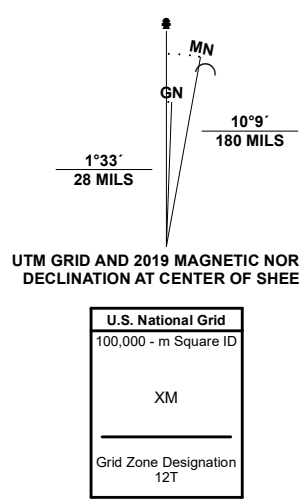 MN
GN
10°9´
180 MILS
1°33´
28 MILS
UTM GRID AND 2019 MAGNETIC NOR
DECLINATION AT CENTER OF SHEE
U.S. National Grid
100,000 - m Square ID
XM
Grid Zone Designation
12T